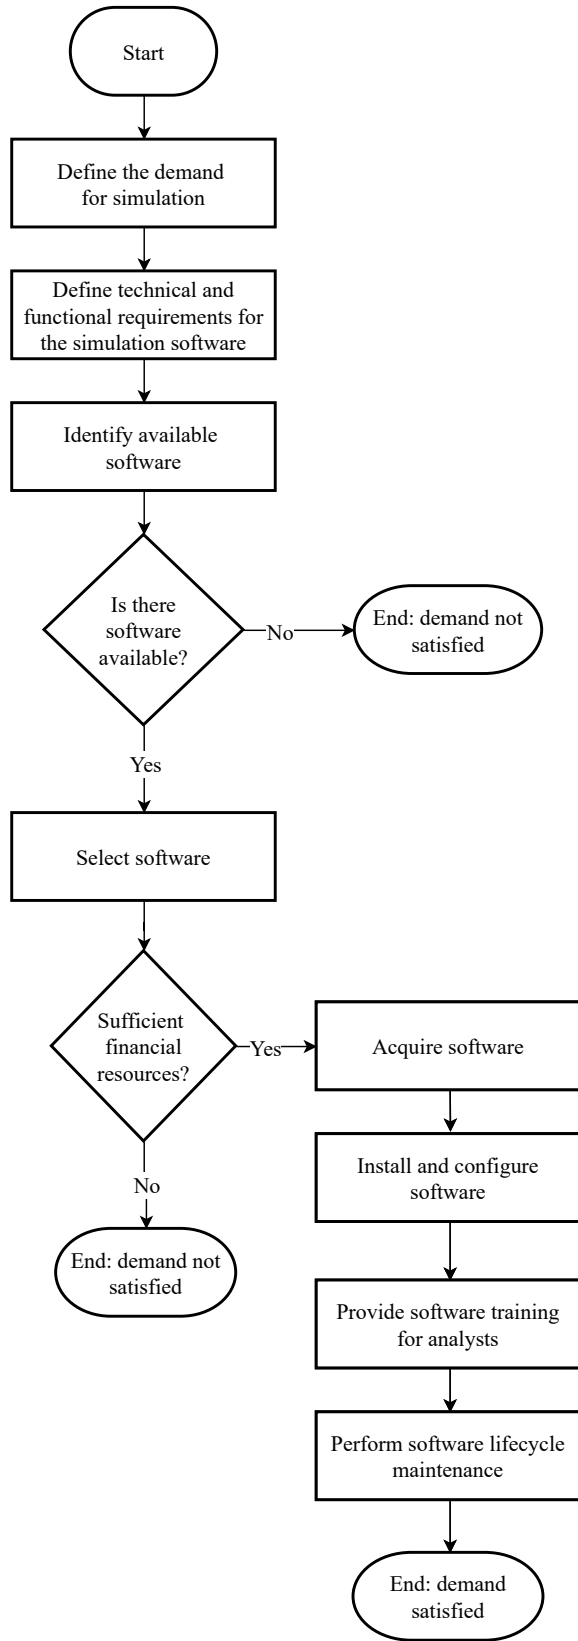 Start
Define the demand
for simulation
Define technical and
functional requirements for
the simulation software
Identify available
software
Is there
software
available?
No
End: demand not
satisfied
Yes
Select software
Sufficient
financial
resources?
Yes
Acquire software
Install and configure
software
No
End: demand not
satisfied
Provide software training
for analysts
Perform software lifecycle
maintenance
End: demand
satisfied